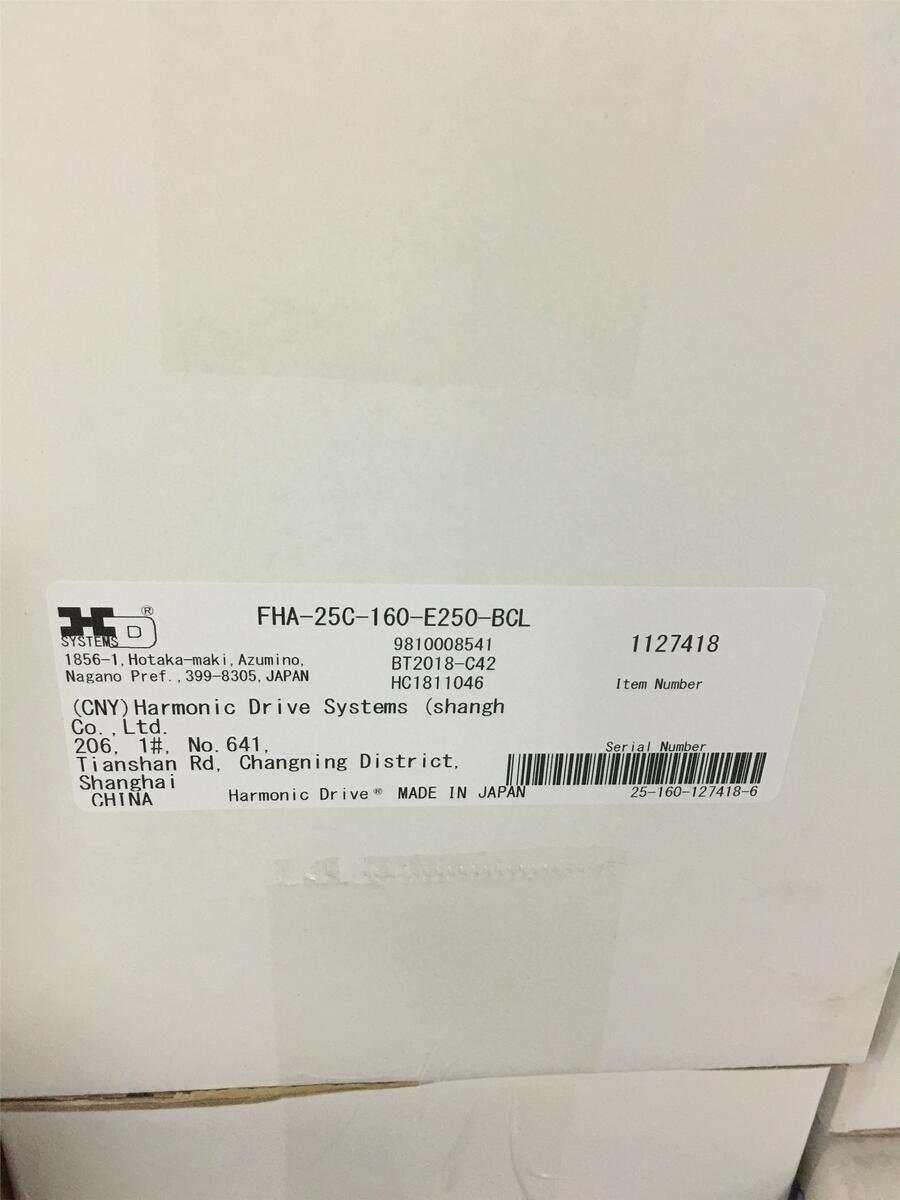 HD®
SYSTEMS
FHA-25C-160-E250-BCL
9810008541
BT2018-C42
HC1811046
1127418
Item Number
1856-1,Hotaka-maki,Azumino,
Nagano Pref.,399-8305,JAPAN
(CNY)Harmonic Drive Systems (shangh
Co.,Ltd.
206, 1#, No.641,
Tianshan Rd, Changning District,
Shanghai
CHINA
Harmonic Drive® MADE IN JAPAN
Serial Number
25-160-127418-6